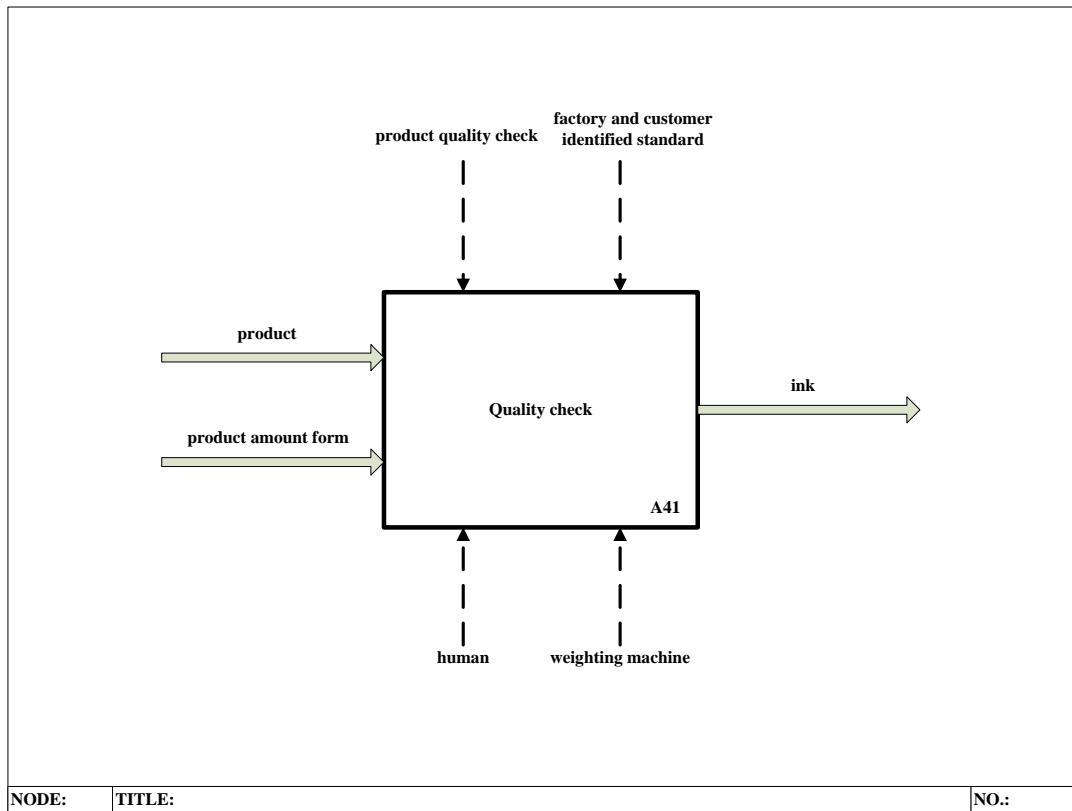 factory and customer
identified standard
product quality check
product
ink
Quality check
product amount form
A41
human
weighting machine
NODE:
TITLE:
NO.: